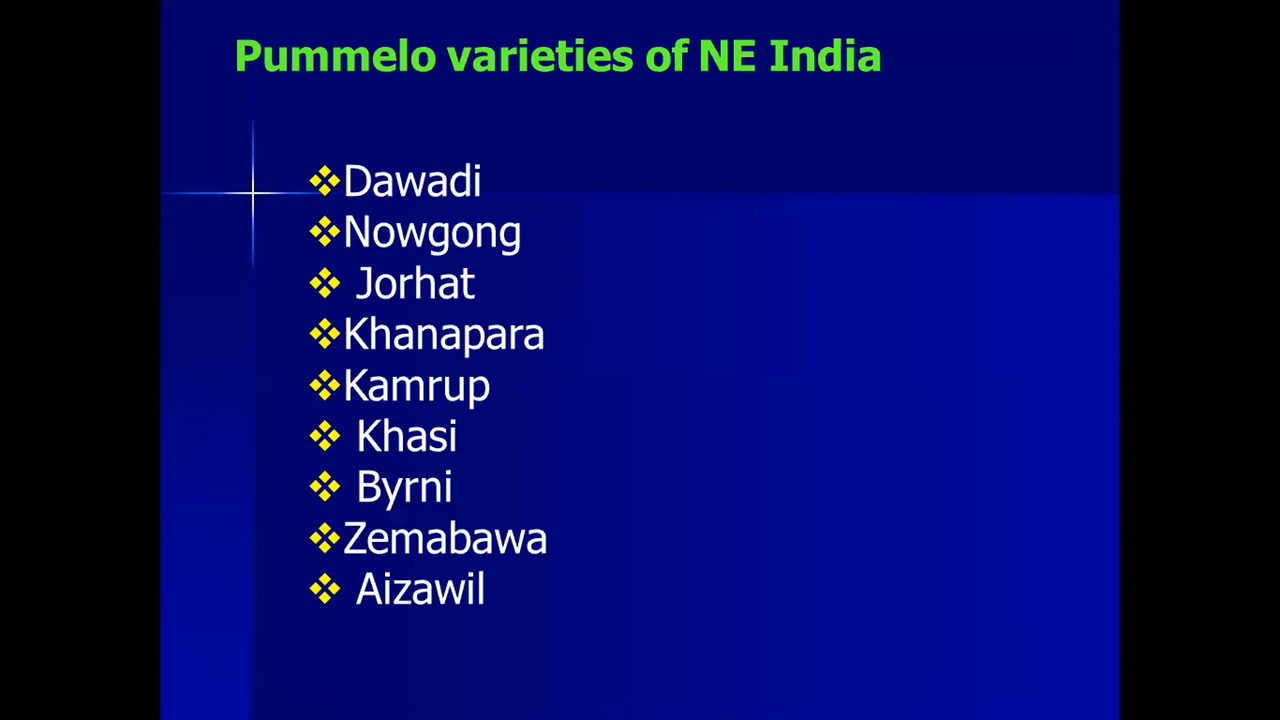 Pummelo varieties of NE India
❖Dawadi
❖Nowgong
❖ Jorhat
❖Khanapara
❖Kamrup
❖ Khasi
❖ Byrni
❖Zemabawa
❖ Aizawil